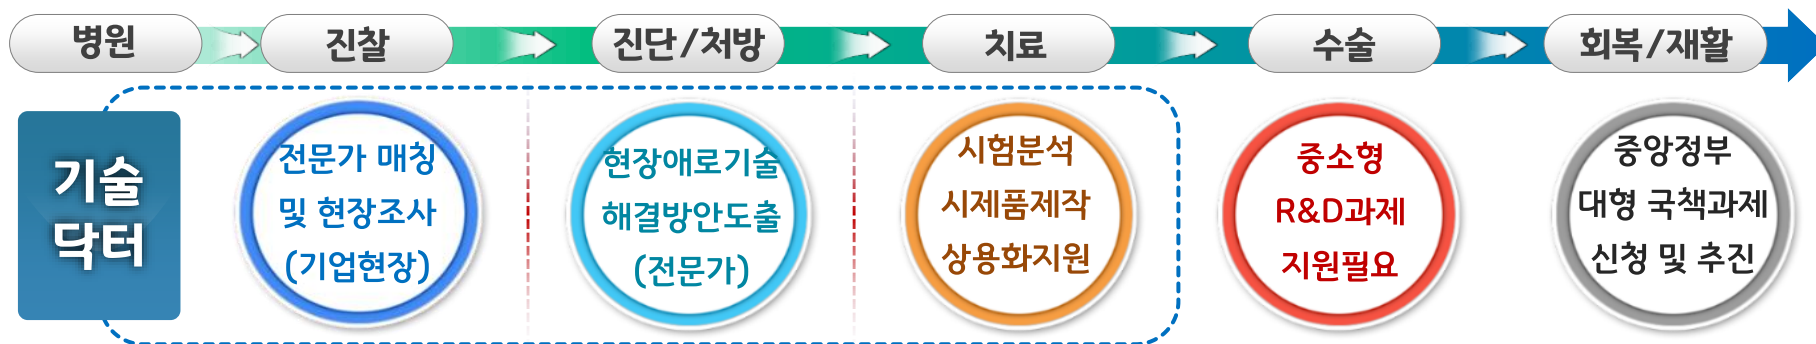 병원
진찰
진단/처방
치료
수술
회복/재활
기술
닥터
전문가 매칭
및 현장조사
(기업현장)
현장애로기술
해결방안도출
(전문가)
시험분석
시제품제작
상용화지원
중소형
R&D과제
지원필요
중앙정부
대형 국책과제
신청 및 추진